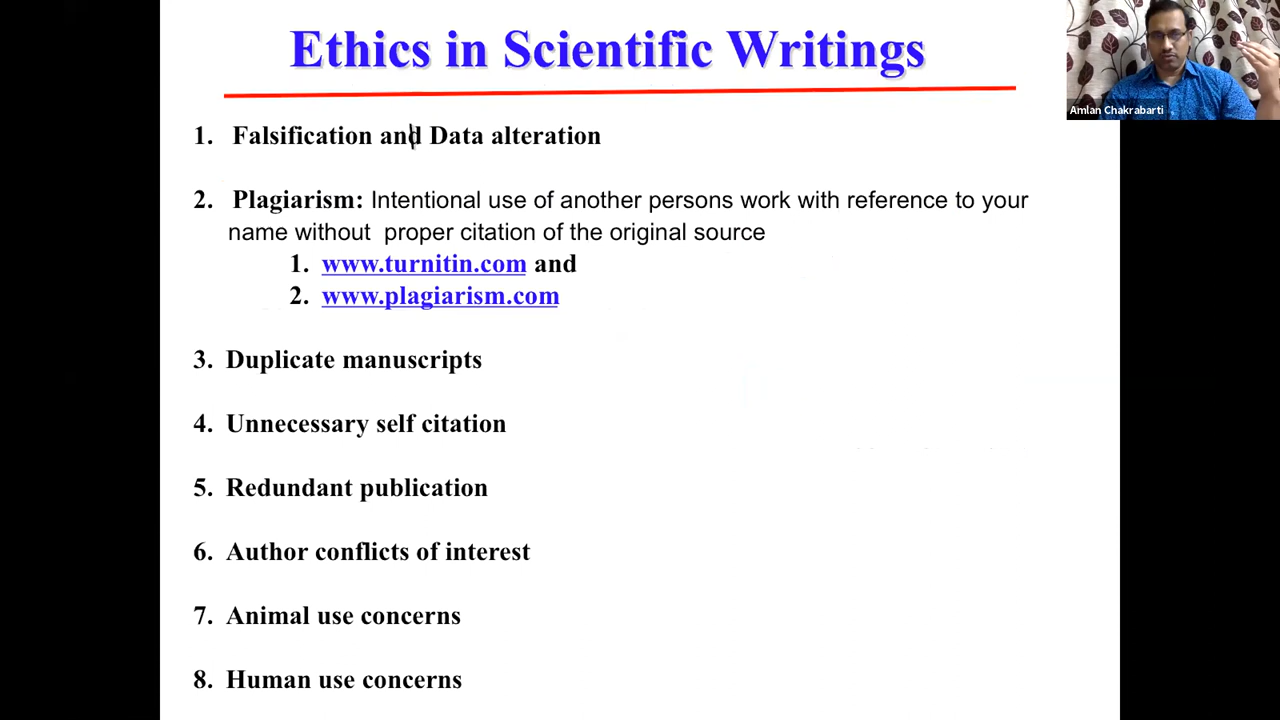 Ethics in Scientific Writings
Amlan Chakrabarti
1. Falsification and Data alteration
2. Plagiarism: Intentional use of another persons work with reference to your
name without proper citation of the original source
1. www.turnitin.com and
2. www.plagiarism.com
3. Duplicate manuscripts
4. Unnecessary self citation
5. Redundant publication
6. Author conflicts of interest
7. Animal use concerns
8. Human use concerns